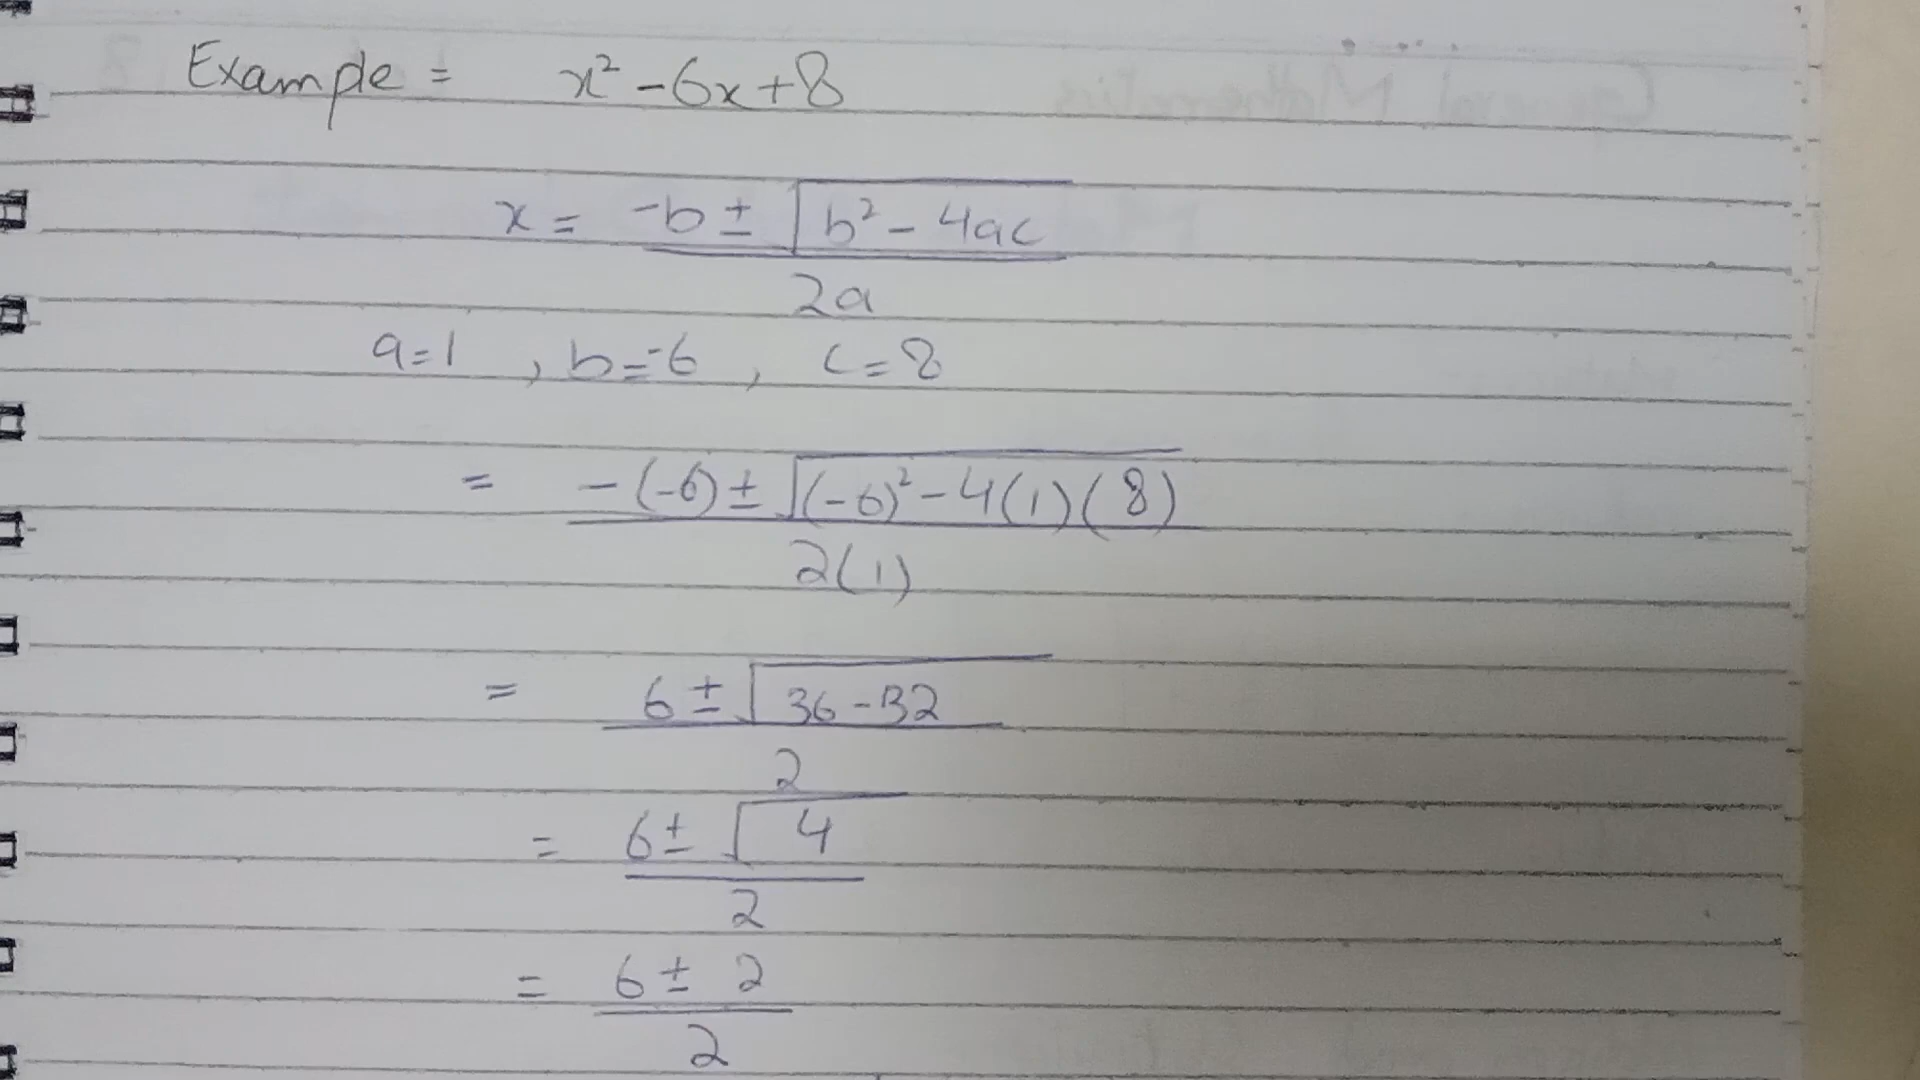 Example = x² - 6x + 8
x = -b ± √b² - 4ac
2a
a=1 , b=-6 , c=8
= -(-6) ± √(-6)² - 4(1)(8)
2(1)
= 6 ± √36 - 32
2
= 6 ± √4
2
= 6 ± 2
2